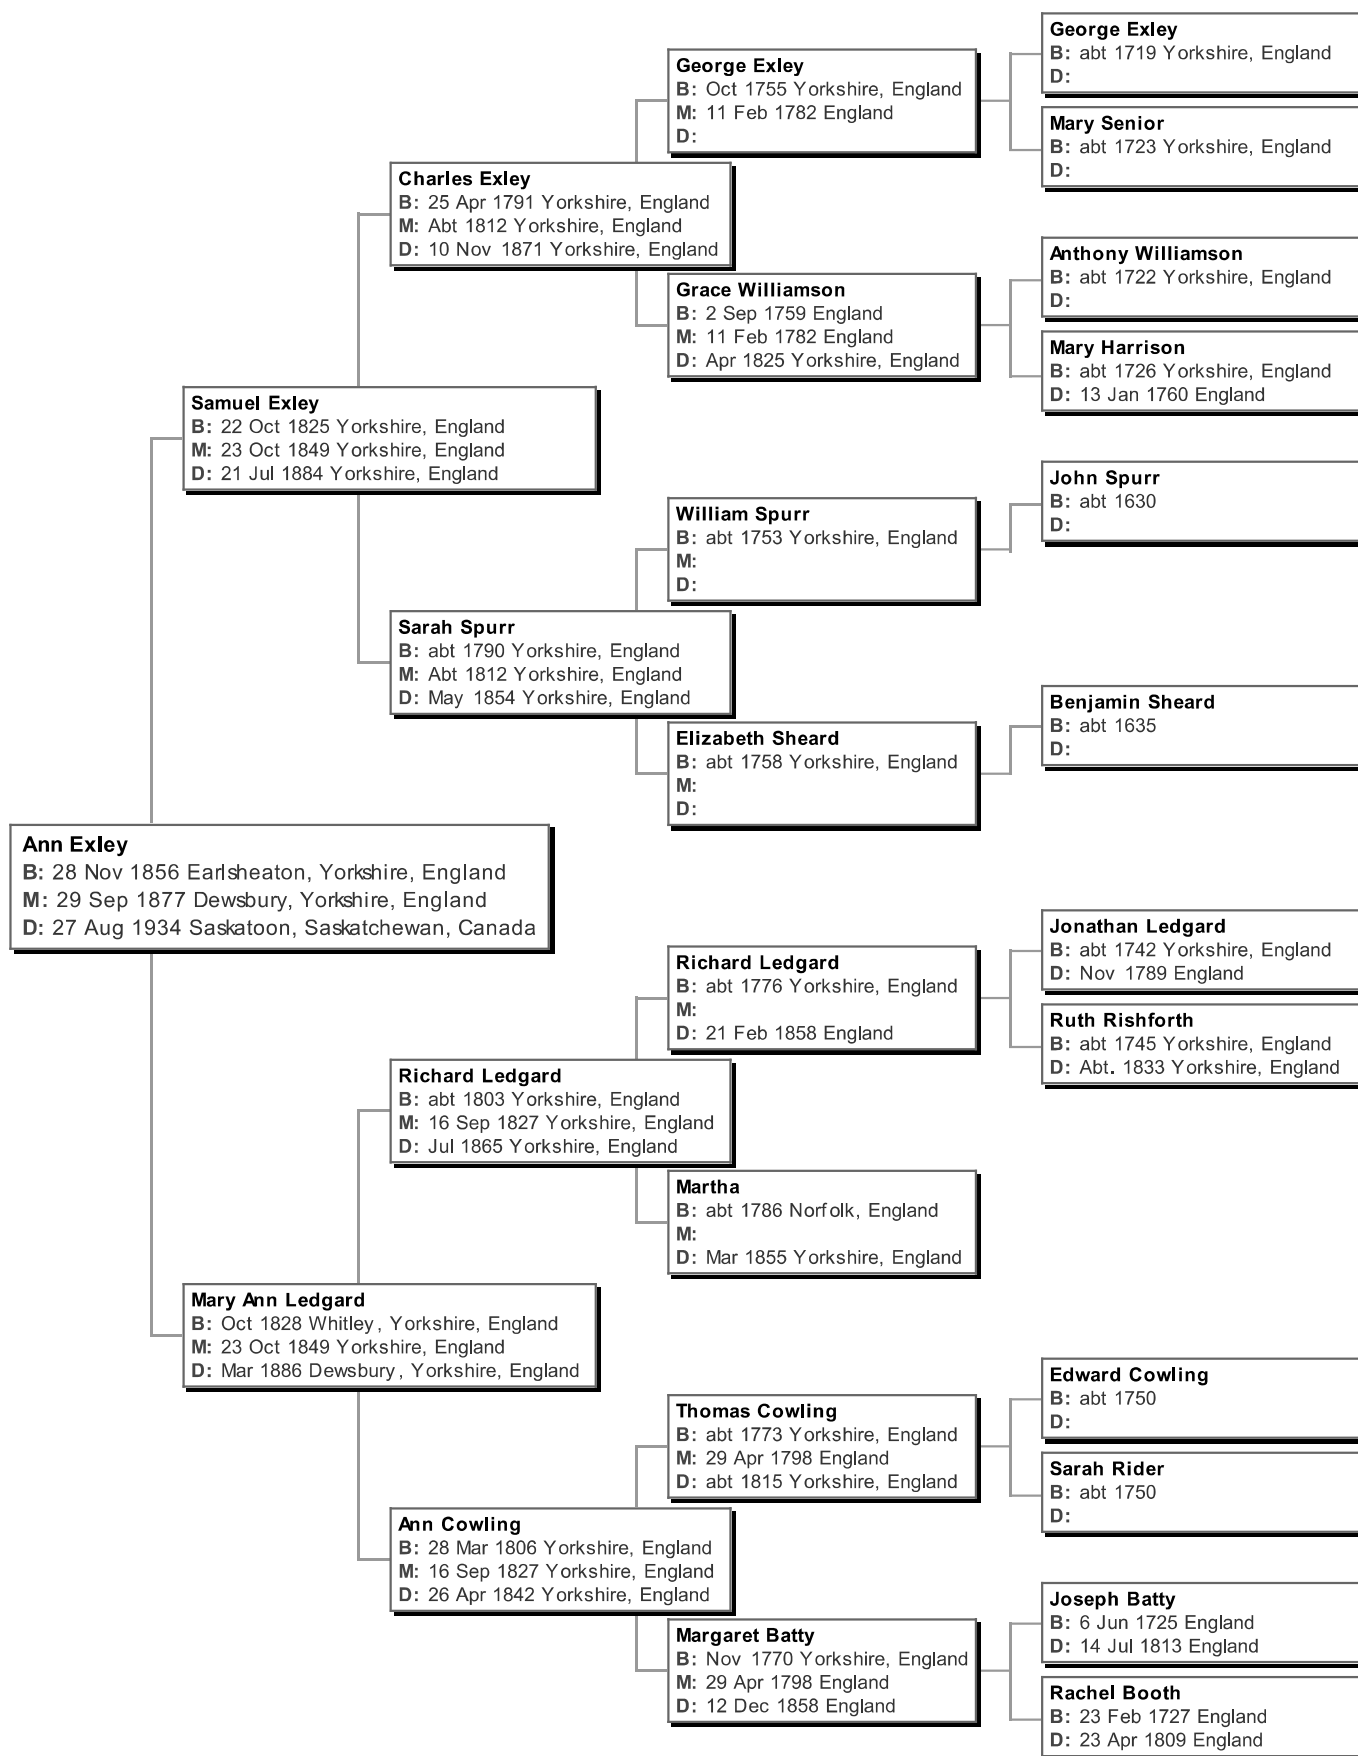 George Exley
B: abt 1719 Yorkshire, England
D:
George Exley
B: Oct 1755 Yorkshire, England
M: 11 Feb 1782 England
D:
Mary Senior
B: abt 1723 Yorkshire, England
D:
Charles Exley
B: 25 Apr 1791 Yorkshire, England
M: Abt 1812 Yorkshire, England
D: 10 Nov 1871 Yorkshire, England
Anthony Williamson
B: abt 1722 Yorkshire, England
D:
Grace Williamson
B: 2 Sep 1759 England
M: 11 Feb 1782 England
D: Apr 1825 Yorkshire, England
Mary Harrison
B: abt 1726 Yorkshire, England
D: 13 Jan 1760 England
Samuel Exley
B: 22 Oct 1825 Yorkshire, England
M: 23 Oct 1849 Yorkshire, England
D: 21 Jul 1884 Yorkshire, England
John Spurr
B: abt 1630
D:
William Spurr
B: abt 1753 Yorkshire, England
M:
D:
Sarah Spurr
B: abt 1790 Yorkshire, England
M: Abt 1812 Yorkshire, England
D: May 1854 Yorkshire, England
Benjamin Sheard
B: abt 1635
D:
Elizabeth Sheard
B: abt 1758 Yorkshire, England
M:
D:
Ann Exley
B: 28 Nov 1856 Earlsheaton, Yorkshire, England
M: 29 Sep 1877 Dewsbury, Yorkshire, England
D: 27 Aug 1934 Saskatoon, Saskatchewan, Canada
Jonathan Ledgard
B: abt 1742 Yorkshire, England
D: Nov 1789 England
Richard Ledgard
B: abt 1776 Yorkshire, England
M:
D: 21 Feb 1858 England
Ruth Rishforth
B: abt 1745 Yorkshire, England
D: Abt. 1833 Yorkshire, England
Richard Ledgard
B: abt 1803 Yorkshire, England
M: 16 Sep 1827 Yorkshire, England
D: Jul 1865 Yorkshire, England
Martha
B: abt 1786 Norfolk, England
M:
D: Mar 1855 Yorkshire, England
Mary Ann Ledgard
B: Oct 1828 Whitley, Yorkshire, England
M: 23 Oct 1849 Yorkshire, England
D: Mar 1886 Dewsbury, Yorkshire, England
Edward Cowling
B: abt 1750
D:
Thomas Cowling
B: abt 1773 Yorkshire, England
M: 29 Apr 1798 England
D: abt 1815 Yorkshire, England
Sarah Rider
B: abt 1750
D:
Ann Cowling
B: 28 Mar 1806 Yorkshire, England
M: 16 Sep 1827 Yorkshire, England
D: 26 Apr 1842 Yorkshire, England
Joseph Batty
B: 6 Jun 1725 England
D: 14 Jul 1813 England
Margaret Batty
B: Nov 1770 Yorkshire, England
M: 29 Apr 1798 England
D: 12 Dec 1858 England
Rachel Booth
B: 23 Feb 1727 England
D: 23 Apr 1809 England